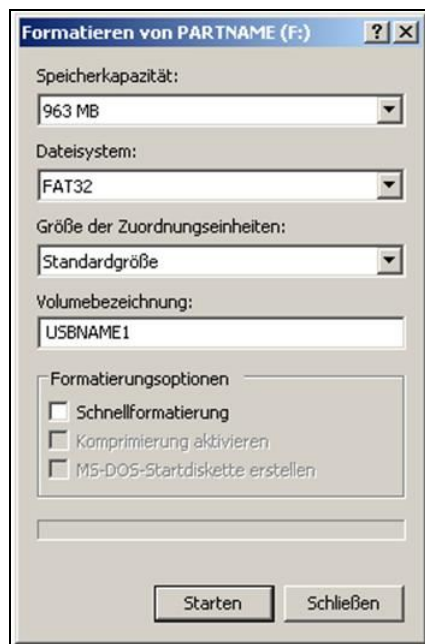 Formatieren von PARTNAME (F:)
Speicherkapazität:
963 MB
Dateisystem:
FAT32
Größe der Zuordnungseinheiten:
Standardgröße
Volumebezeichnung:
USBNAME1
Formatierungsoptionen
Schnellformatierung
Komprimierung aktivieren
MS-DOS-Startdiskette erstellen
Starten
Schließen